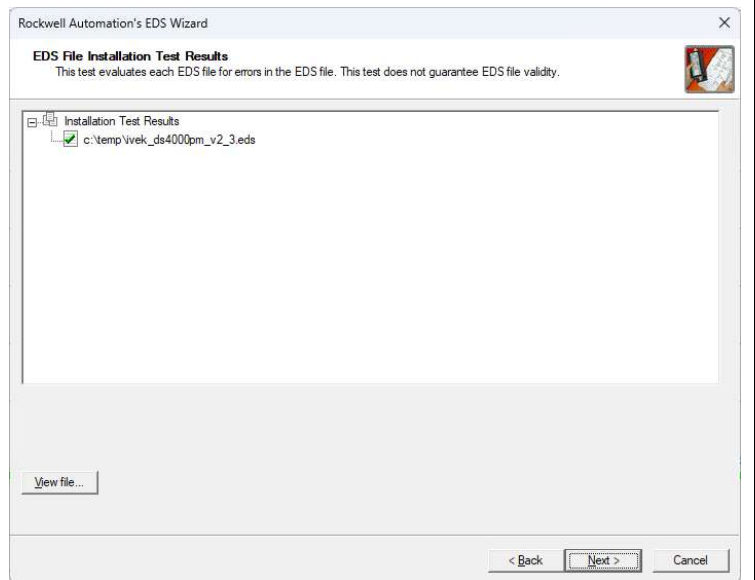 Rockwell Automation's EDS Wizard
EDS File Installation Test Results
This test evaluates each EDS file for errors in the EDS file. This test does not guarantee EDS file validity.
Installation Test Results
c:\temp\ivek_ds4000pm_v2_3.eds
View file...
< Back
Next >
Cancel